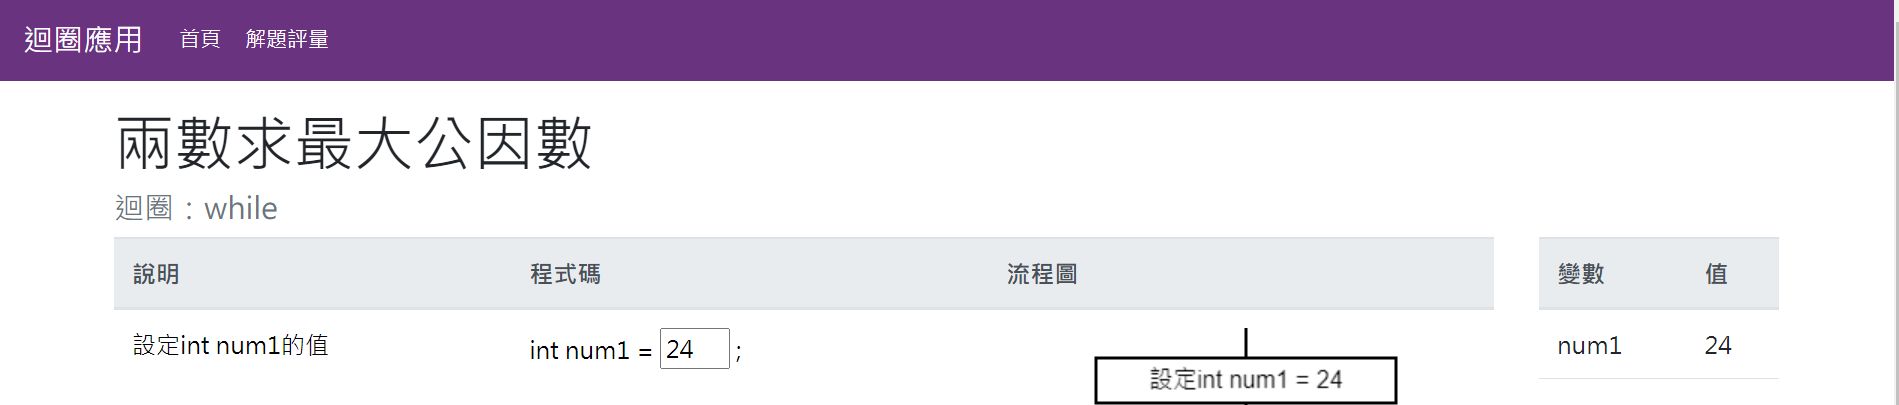 迴圈應用 首頁 解題評量
兩數求最大公因數
迴圈：while
說明 程式碼 流程圖 變數 值
設定int num1的值 int num1 = 24 ; num1 24
設定int num1 = 24